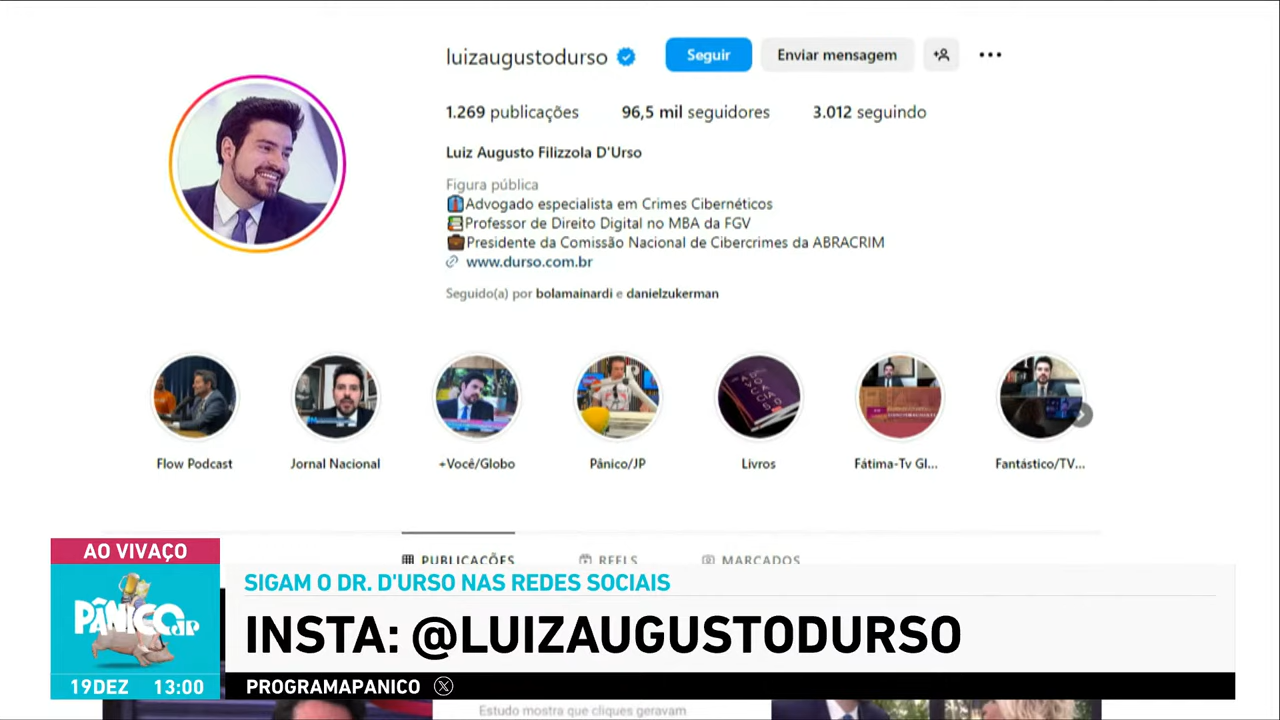 luizaugustodurso
Seguir
Enviar mensagem
1.269 publicações
96,5 mil seguidores
3.012 seguindo
Luiz Augusto Filizzola D'Urso
Figura pública
Advogado especialista em Crimes Cibernéticos
Professor de Direito Digital no MBA da FGV
Presidente da Comissão Nacional de Cibercrimes da ABRACRIM
www.durso.com.br
Seguido(a) por bolamainardi e danielzukerman
Flow Podcast
Jornal Nacional
+Você/Globo
Pânico/JP
Livros
Fátima-Tv Gl...
Fantástico/TV...
PUBLICAÇÕES
REELS
MARCADOS
AO VIVAÇO
PÂNICO JP
19DEZ 13:00
SIGAM O DR. D'URSO NAS REDES SOCIAIS
INSTA: @LUIZAUGUSTODURSO
PROGRAMAPANICO
Estudo mostra que cliques geravam